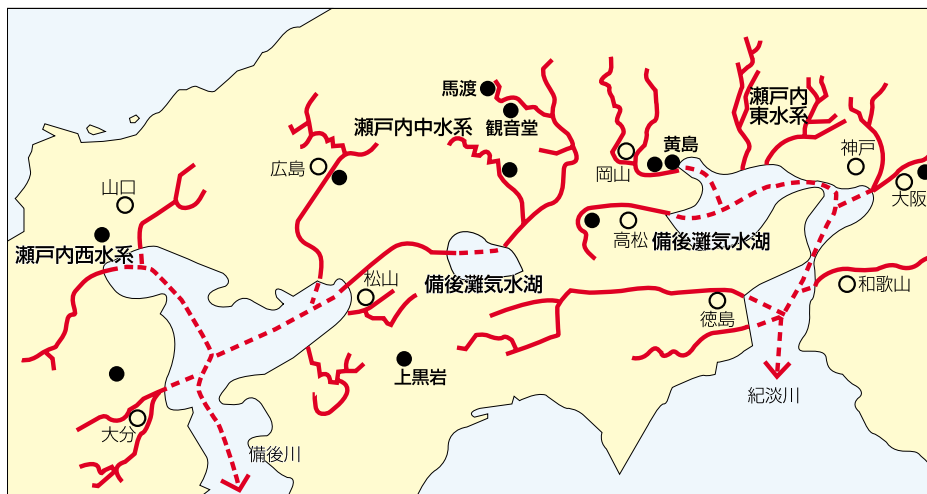 馬渡
瀬戸内中水系
観音堂
瀬戸内
東水系
広島
岡山
黄島
神戸
大阪
山口
瀬戸内西水系
高松
備後灘気水湖
松山
備後灘気水湖
和歌山
徳島
上黒岩
紀淡川
大分
備後川